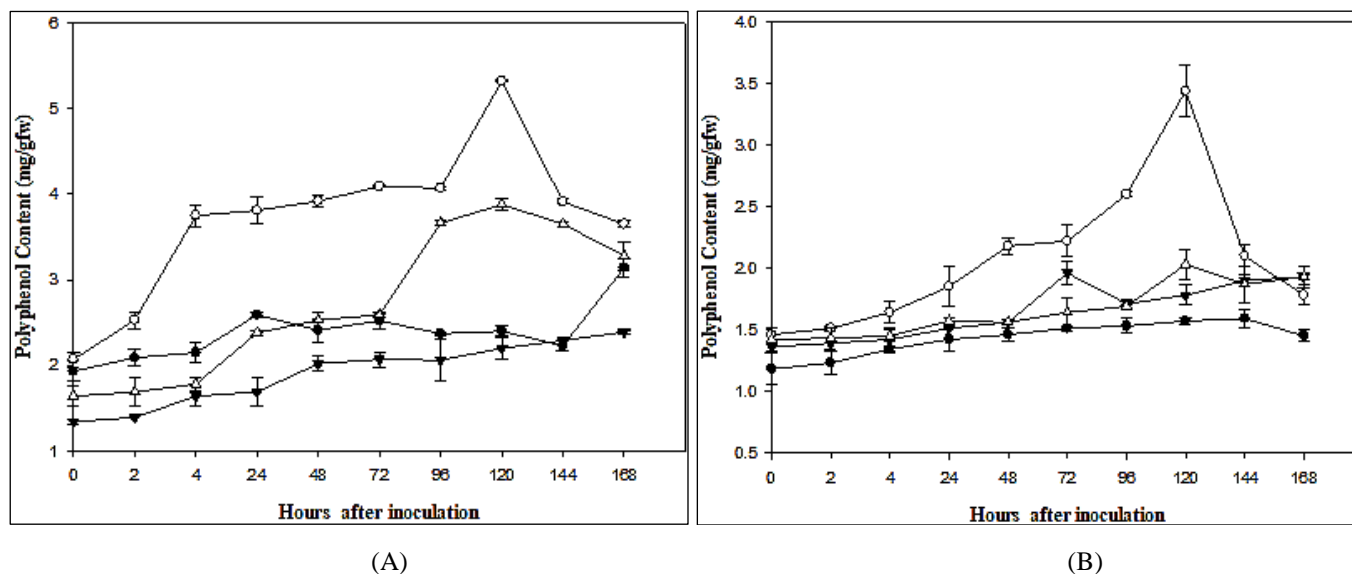 6
5
4
3
2
1
Polyphenol Content (mg/gfw)
0 2 4 24 48 72 96 120 144 168
Hours after inoculation
(A)
4.0
3.5
3.0
2.5
2.0
1.5
1.0
0.5
Polyphenol Content (mg/gfw)
0 2 4 24 48 72 96 120 144 168
Hours after inoculation
(B)